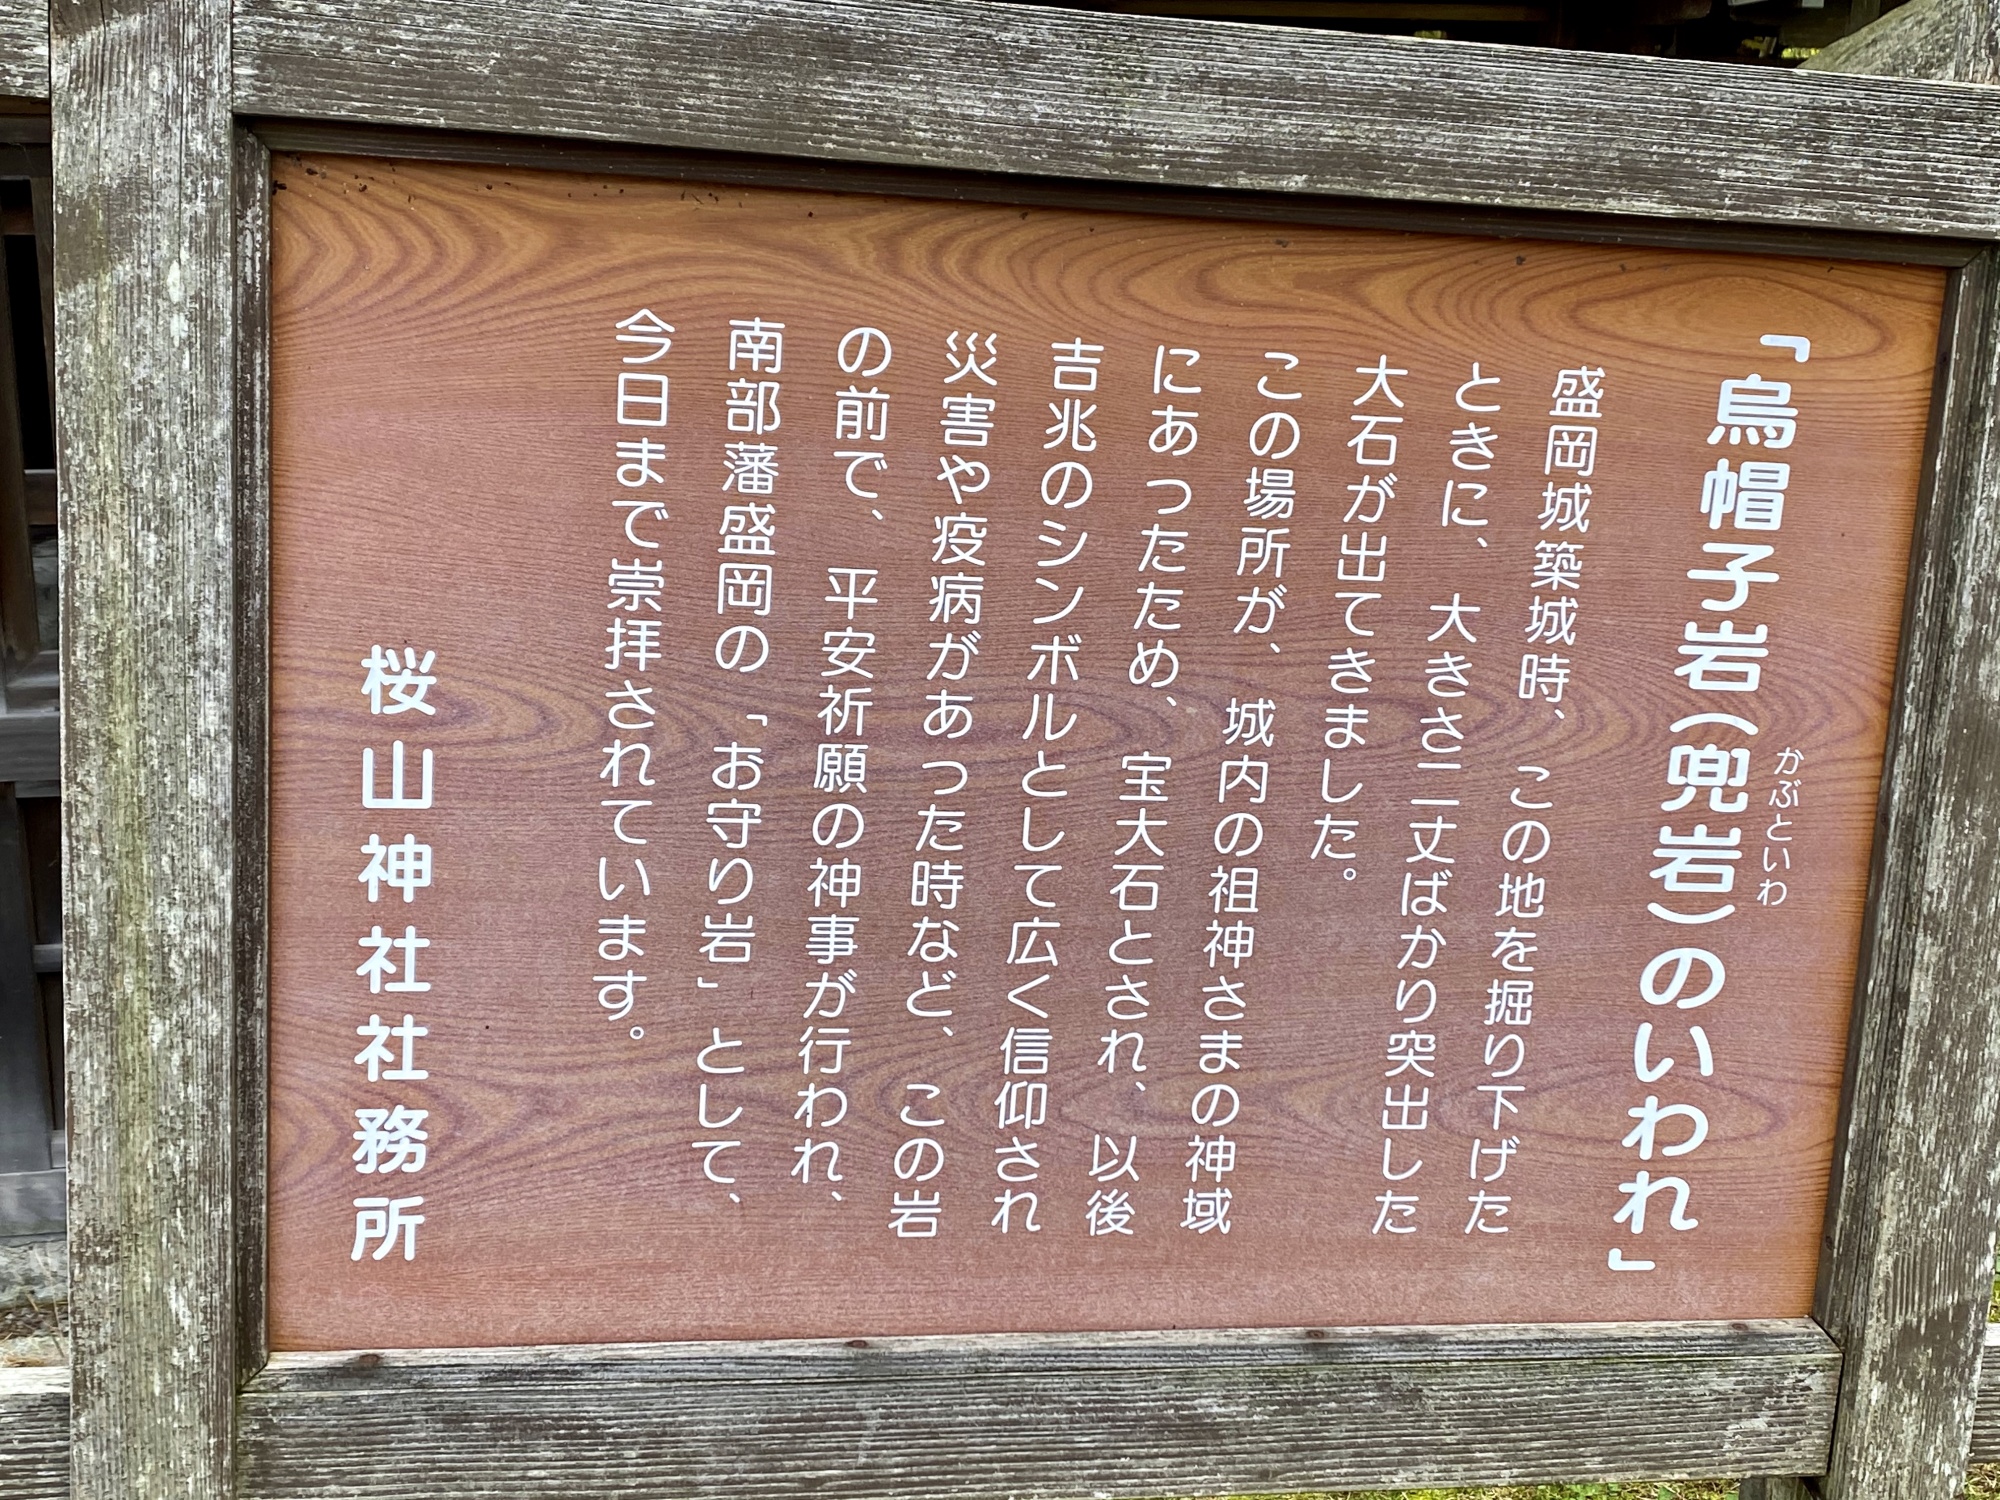 「烏帽子岩（兜岩）のいわれ」
かぶといわ
盛岡城築城時、この地を掘り下げた
ときに、大きさ二丈ばかり突出した
大石が出てきました。
この場所が、城内の祖神さまの神域
にあったため、宝大石とされ、以後
吉兆のシンボルとして広く信仰され
災害や疫病があった時など、この岩
の前で、平安祈願の神事が行われ、
南部藩盛岡の「お守り岩」として、
今日まで崇拝されています。
桜山神社社務所